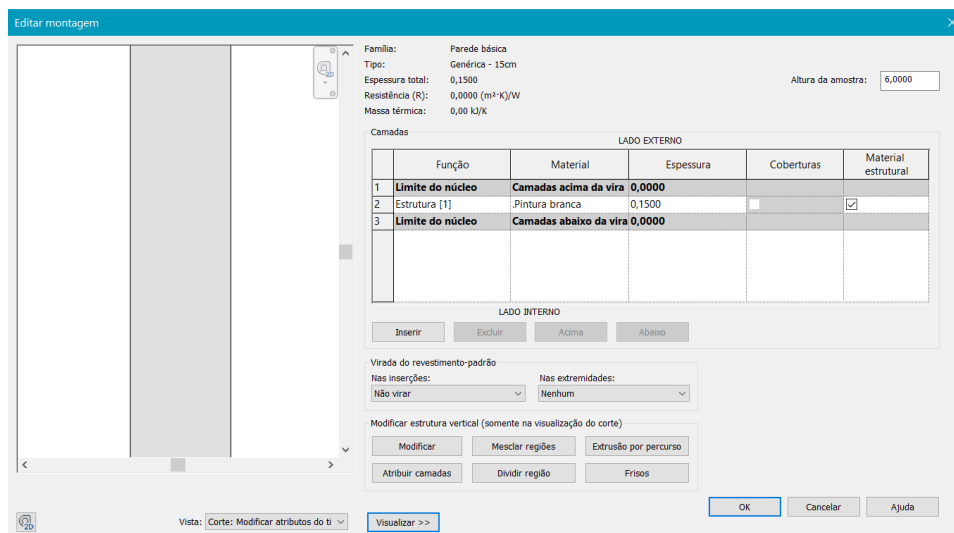 Editar montagem
Família: Parede básica
Tipo: Genérica - 15cm
Espessura total: 0,1500
Altura da amostra: 6,0000
Resistência (R): 0,0000 (m²·K)/W
Massa térmica: 0,00 kJ/K
Camadas
LADO EXTERNO
Função Material Espessura Coberturas Material estrutural
1 Limite do núcleo Camadas acima da vira 0,0000
2 Estrutura [1] .Pintura branca 0,1500
3 Limite do núcleo Camadas abaixo da vira 0,0000
LADO INTERNO
Inserir Excluir Acima Abaixo
Virada do revestimento-padrão
Nas inserções: Nas extremidades:
Não virar Nenhum
Modificar estrutura vertical (somente na visualização do corte)
Modificar Mesclar regiões Extrusão por percurso
Atribuir camadas Dividir região Frisos
OK Cancelar Ajuda
2D
2D
Vista: Corte: Modificar atributos do ti Visualizar >>